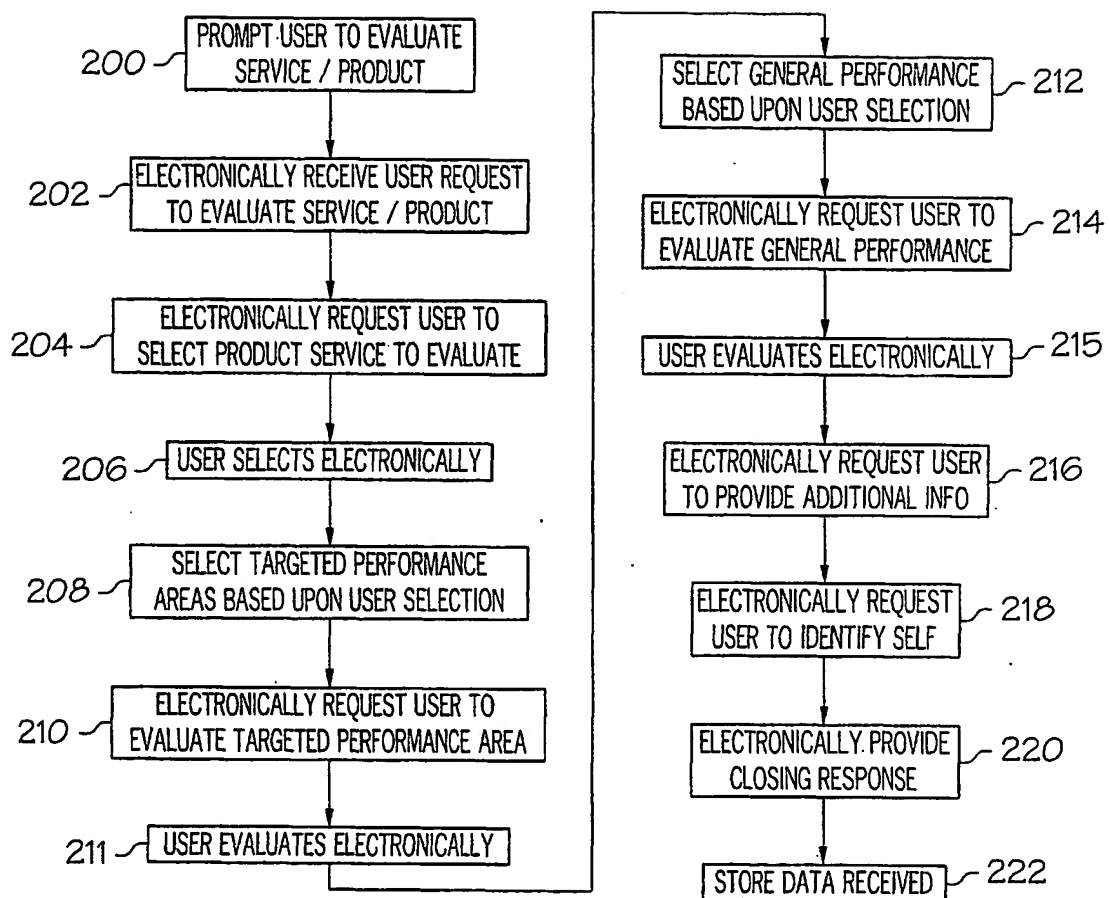 200
PROMPT USER TO EVALUATE
SERVICE / PRODUCT
202
ELECTRONICALLY RECEIVE USER REQUEST
TO EVALUATE SERVICE / PRODUCT
204
ELECTRONICALLY REQUEST USER TO
SELECT PRODUCT SERVICE TO EVALUATE
206
USER SELECTS ELECTRONICALLY
208
SELECT TARGETED PERFORMANCE
AREAS BASED UPON USER SELECTION
210
ELECTRONICALLY REQUEST USER TO
EVALUATE TARGETED PERFORMANCE AREA
211
USER EVALUATES ELECTRONICALLY
SELECT GENERAL PERFORMANCE
BASED UPON USER SELECTION
212
ELECTRONICALLY REQUEST USER TO
EVALUATE GENERAL PERFORMANCE
214
USER EVALUATES ELECTRONICALLY
215
ELECTRONICALLY REQUEST USER
TO PROVIDE ADDITIONAL INFO
216
ELECTRONICALLY REQUEST
USER TO IDENTIFY SELF
218
ELECTRONICALLY PROVIDE
CLOSING RESPONSE
220
STORE DATA RECEIVED
222